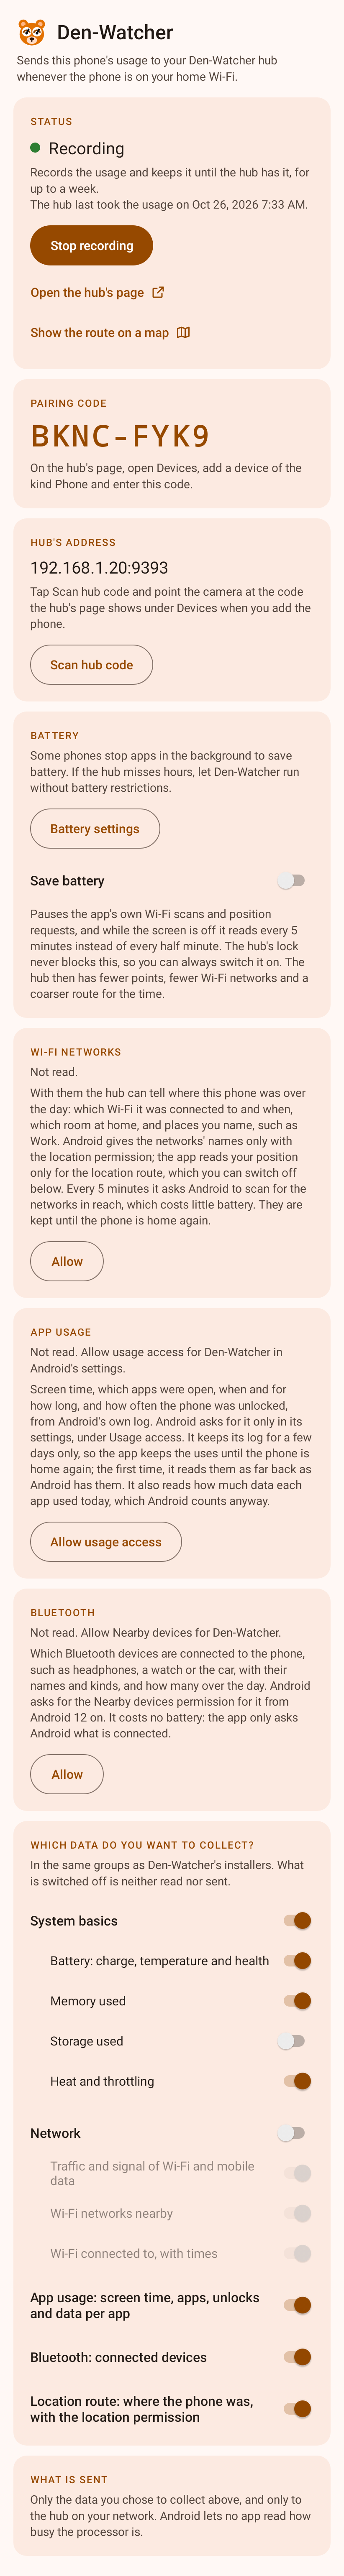 Den-Watcher
Sends this phone's usage to your Den-Watcher hub
whenever the phone is on your home Wi-Fi.
STATUS
Recording
Records the usage and keeps it until the hub has it, for
up to a week.
The hub last took the usage on Oct 26, 2026 7:33 AM.
Stop recording
Open the hub's page
Show the route on a map
PAIRING CODE
BKNC-FYK9
On the hub's page, open Devices, add a device of the
kind Phone and enter this code.
HUB'S ADDRESS
192.168.1.20:9393
Tap Scan hub code and point the camera at the code
the hub's page shows under Devices when you add the
phone.
Scan hub code
BATTERY
Some phones stop apps in the background to save
battery. If the hub misses hours, let Den-Watcher run
without battery restrictions.
Battery settings
Save battery
Pauses the app's own Wi-Fi scans and position
requests, and while the screen is off it reads every 5
minutes instead of every half minute. The hub's lock
never blocks this, so you can always switch it on. The
hub then has fewer points, fewer Wi-Fi networks and a
coarser route for the time.
WI-FI NETWORKS
Not read.
With them the hub can tell where this phone was over
the day: which Wi-Fi it was connected to and when,
which room at home, and places you name, such as
Work. Android gives the networks' names only with
the location permission; the app reads your position
only for the location route, which you can switch off
below. Every 5 minutes it asks Android to scan for the
networks in reach, which costs little battery. They are
kept until the phone is home again.
Allow
APP USAGE
Not read. Allow usage access for Den-Watcher in
Android's settings.
Screen time, which apps were open, when and for
how long, and how often the phone was unlocked,
from Android's own log. Android asks for it only in its
settings, under Usage access. It keeps its log for a few
days only, so the app keeps the uses until the phone is
home again; the first time, it reads them as far back as
Android has them. It also reads how much data each
app used today, which Android counts anyway.
Allow usage access
BLUETOOTH
Not read. Allow Nearby devices for Den-Watcher.
Which Bluetooth devices are connected to the phone,
such as headphones, a watch or the car, with their
names and kinds, and how many over the day. Android
asks for the Nearby devices permission for it from
Android 12 on. It costs no battery: the app only asks
Android what is connected.
Allow
WHICH DATA DO YOU WANT TO COLLECT?
In the same groups as Den-Watcher's installers. What
is switched off is neither read nor sent.
System basics
Battery: charge, temperature and health
Memory used
Storage used
Heat and throttling
Network
Traffic and signal of Wi-Fi and mobile
data
Wi-Fi networks nearby
Wi-Fi connected to, with times
App usage: screen time, apps, unlocks
and data per app
Bluetooth: connected devices
Location route: where the phone was,
with the location permission
WHAT IS SENT
Only the data you chose to collect above, and only to
the hub on your network. Android lets no app read how
busy the processor is.